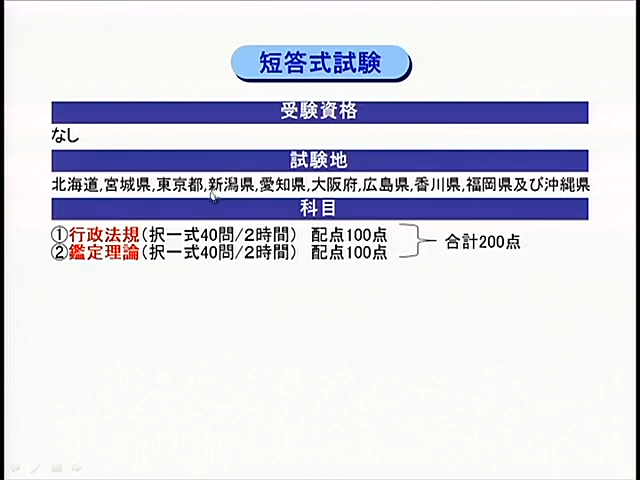 短答式試験
受験資格
なし
試験地
北海道,宮城県,東京都,新潟県,愛知県,大阪府,広島県,香川県,福岡県及び沖縄県
科目
①行政法規(択一式40問/2時間) 配点100点
②鑑定理論(択一式40問/2時間) 配点100点
合計200点